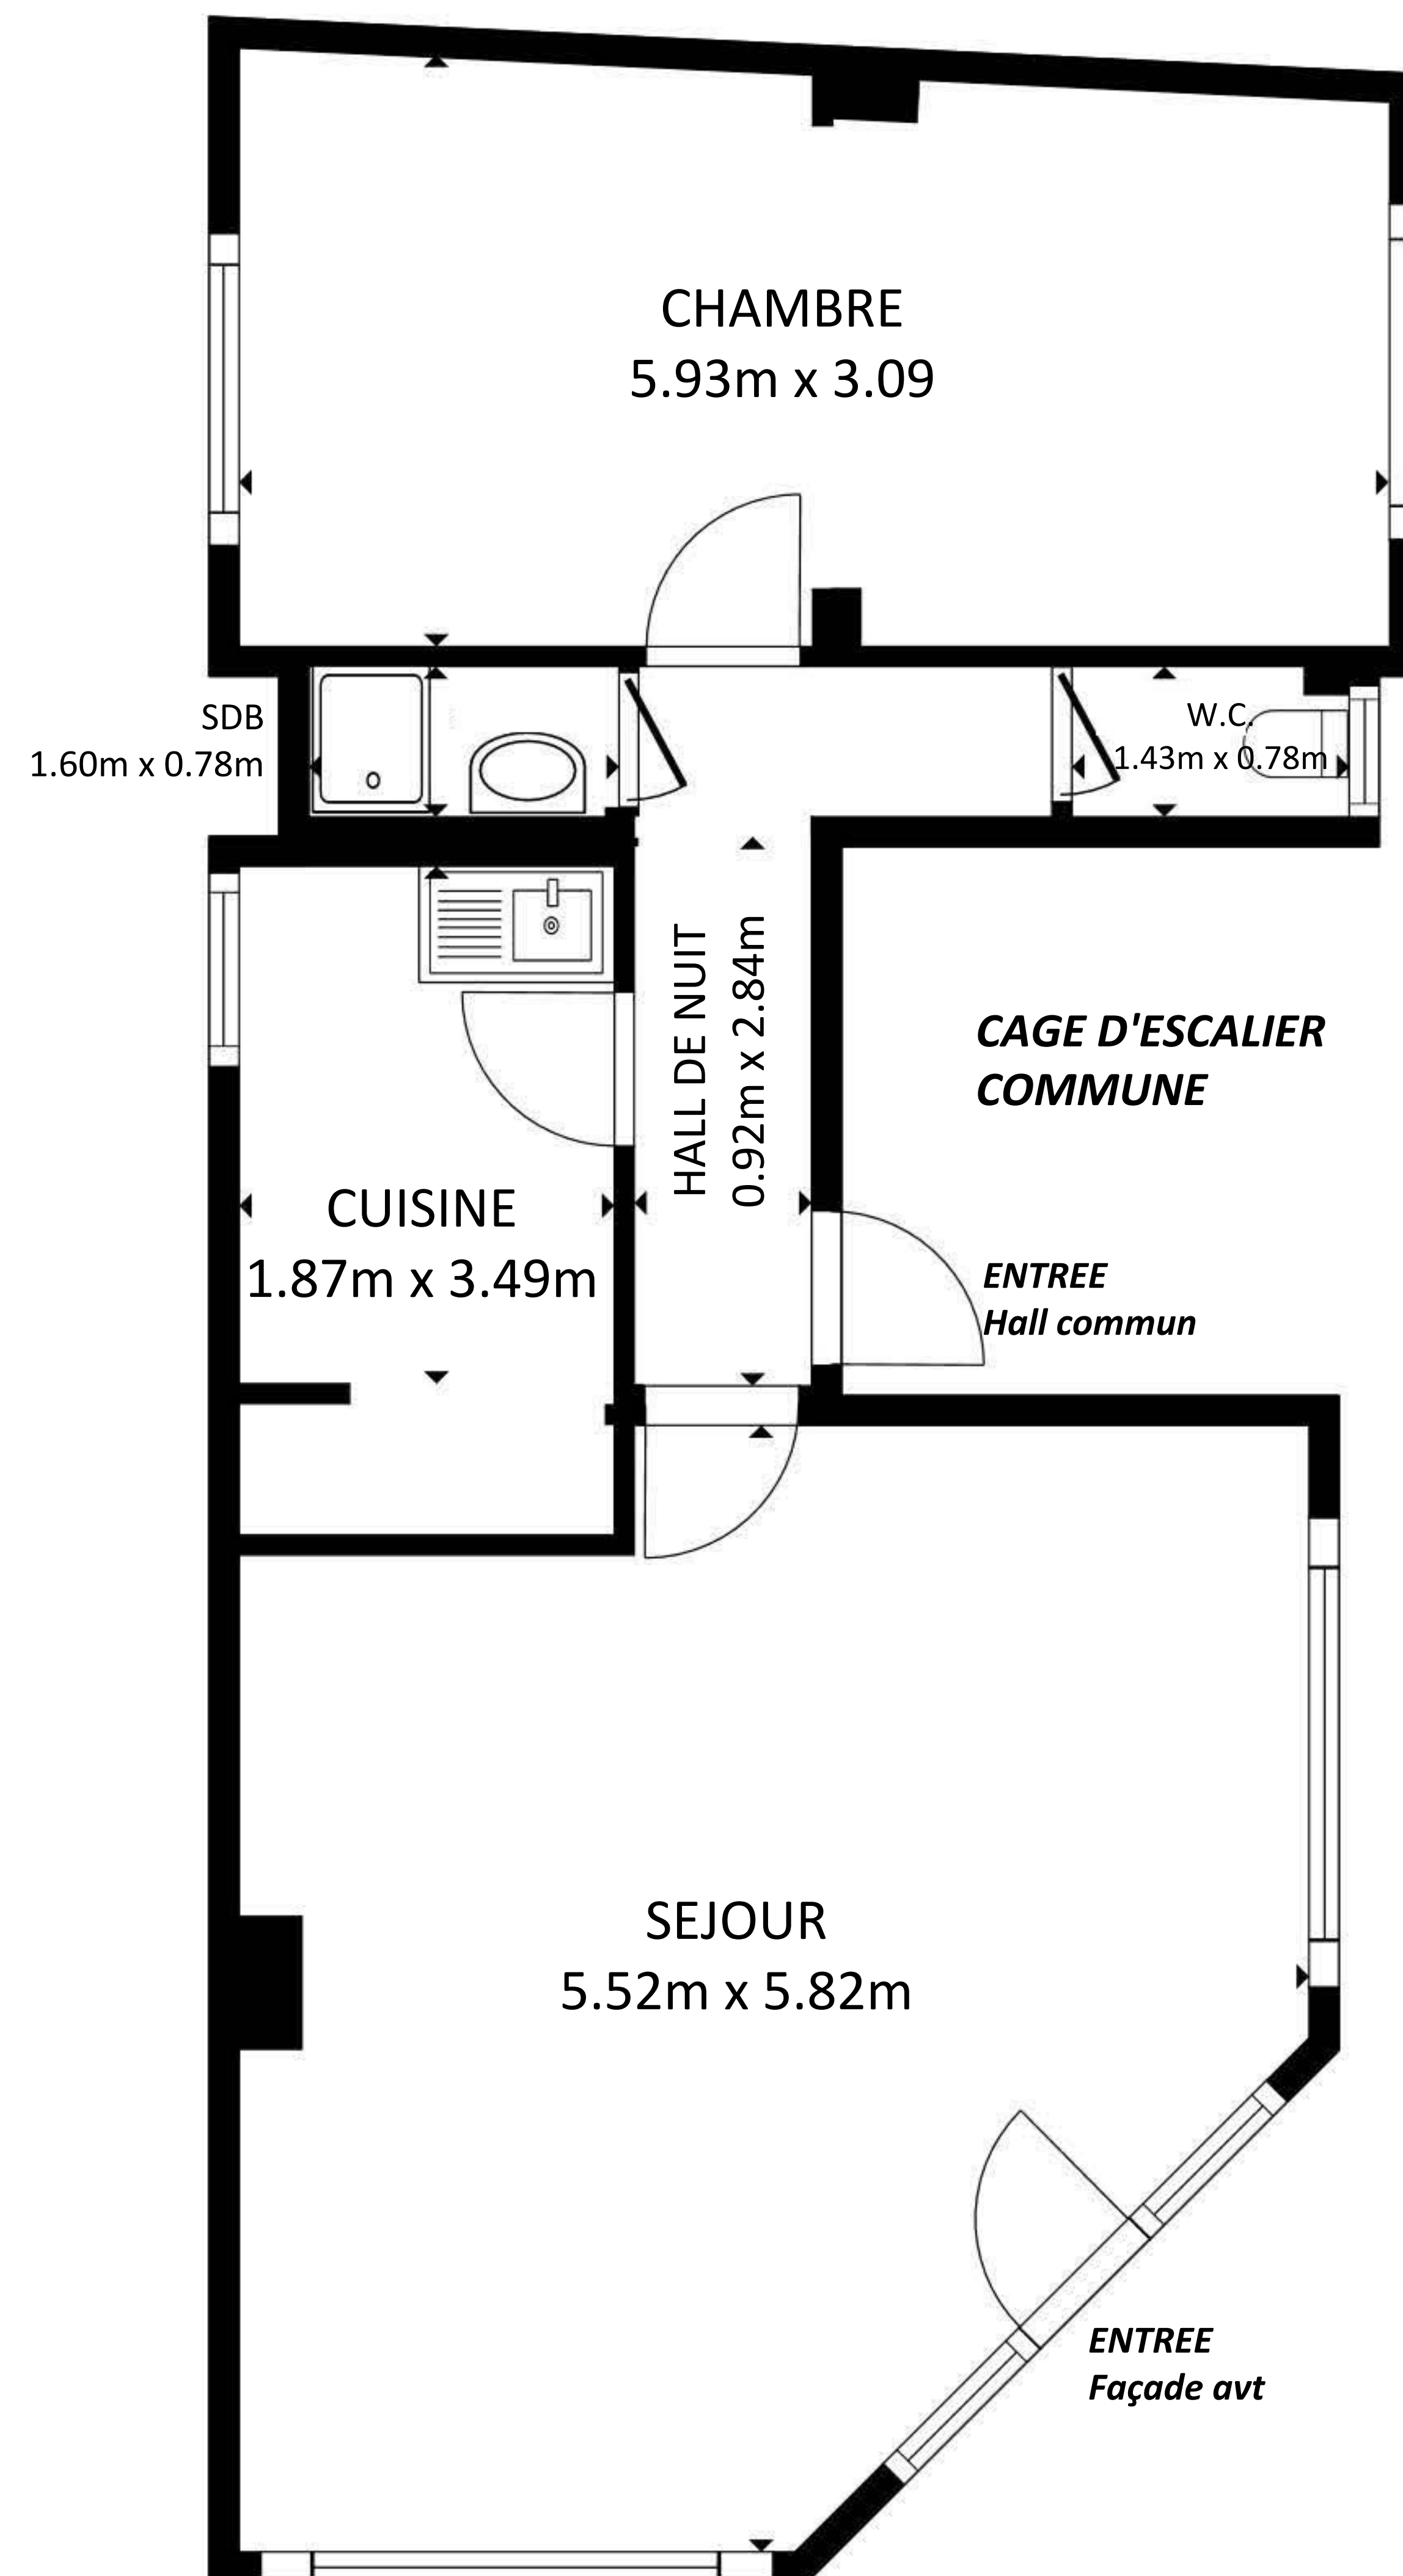 CHAMBRE
5.93m x 3.09
SDB
1.60m x 0.78m
W.C.
1.43m x 0.78m
HALL DE NUIT
0.92m x 2.84m
CAGE D'ESCALIER
COMMUNE
CUISINE
1.87m x 3.49m
ENTREE
Hall commun
SEJOUR
5.52m x 5.82m
ENTREE
Façade avt